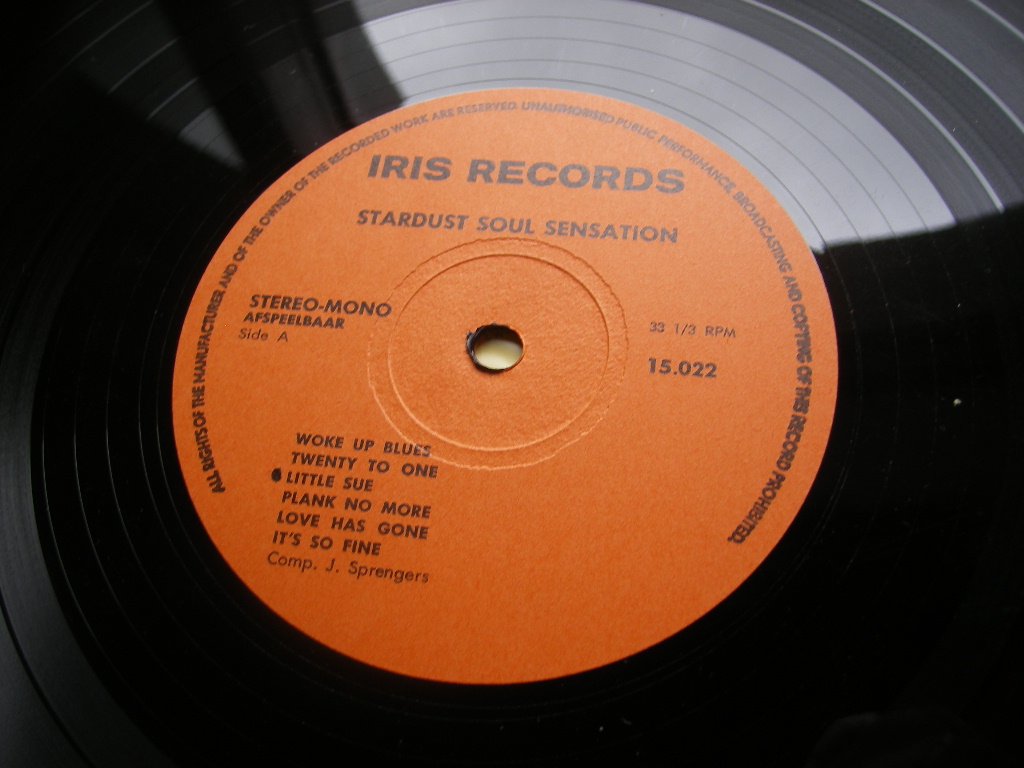 ALL RIGHTS OF THE MANUFACTURER AND OF THE OWNER OF THE RECORDED WORK ARE RESERVED UNAUTHORISED PUBLIC PERFORMANCE, BROADCASTING AND COPYING OF THIS RECORD PROHIBITED.
IRIS RECORDS
STARDUST SOUL SENSATION
STEREO-MONO
AFSPEELBAAR
Side A
33 1/3 RPM
15.022
WOKE UP BLUES
TWENTY TO ONE
LITTLE SUE
PLANK NO MORE
LOVE HAS GONE
IT'S SO FINE
Comp. J. Sprengers